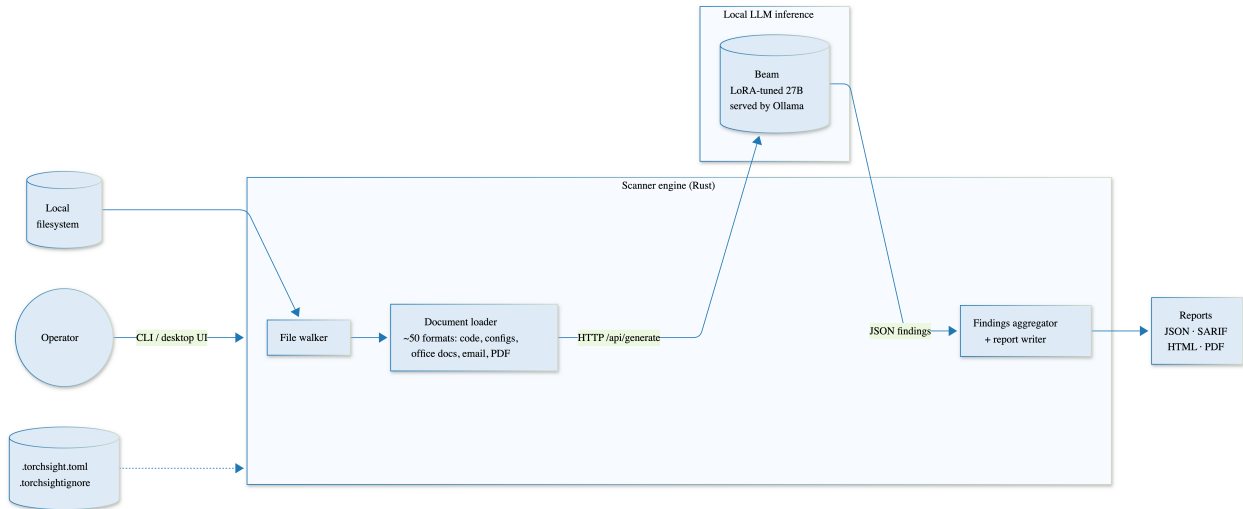 Local LLM inference
Beam
LoRA-tuned 27B
served by Ollama
Scanner engine (Rust)
Local
filesystem
Operator
CLI / desktop UI
File walker
Document loader
~50 formats: code, configs,
office docs, email, PDF
HTTP /api/generate
JSON findings
Findings aggregator
+ report writer
Reports
JSON · SARIF
HTML · PDF
.torchsight.toml
.torchsightignore